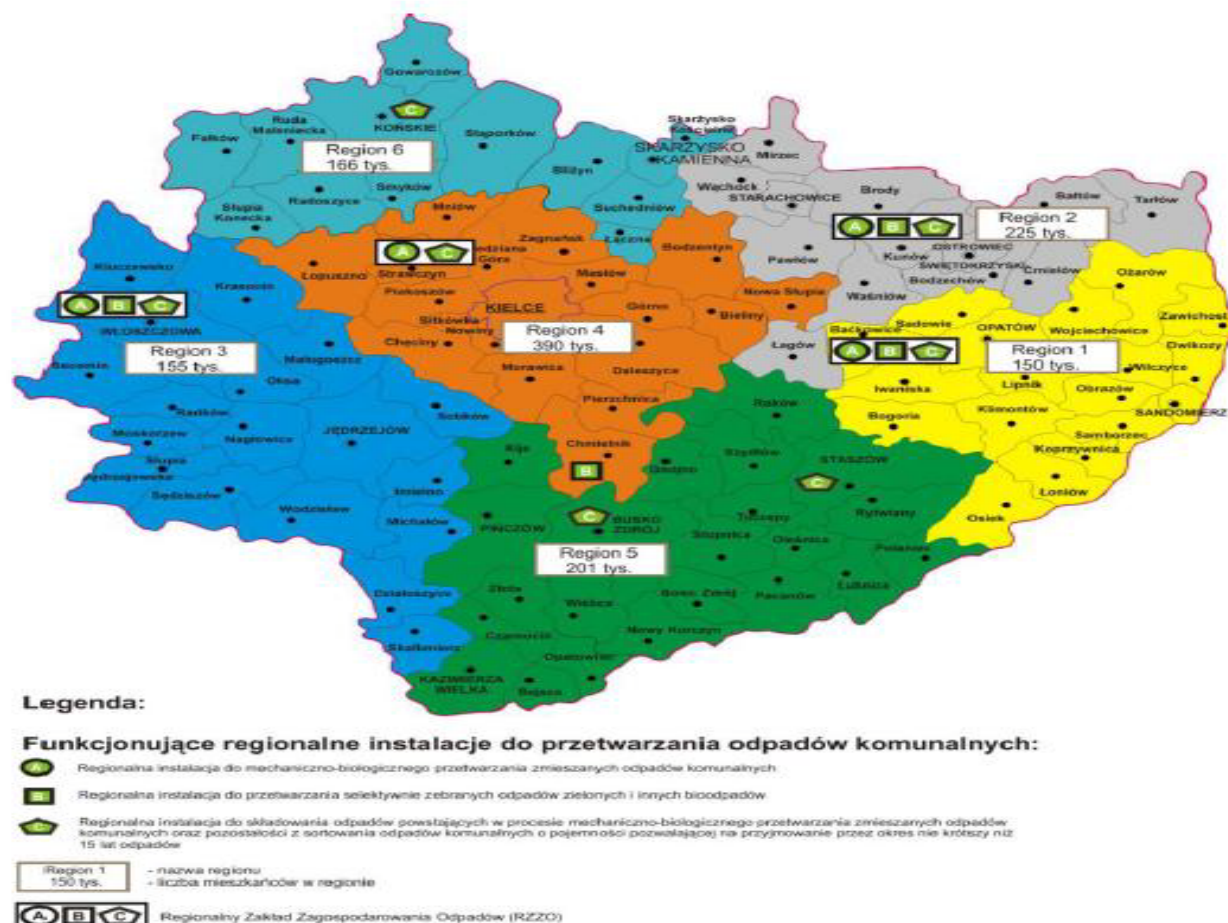 Gowarczów
C
KOŃSKIE
Ruda
Maleniecka
Fałków
Stąporków
Region 6
166 tys.
Radoszyce
Smyków
Słupia
Konecka
Skarżysko
Kościelne
SKARŻYSKO
KAMIENNA
Bliżyn
Suchedniów
Łączna
Mirzec
Wąchock
STARACHOWICE
Brody
Bałtów
Tarłów
A B C
Region 2
225 tys.
Pawłów
Kunów
OSTROWIEC
ŚWIĘTOKRZYSKI
Bodzechów
Ćmielów
Waśniów
Łagów
Mniów
A C
Zagnańsk
Bodzentyn
Łopuszno
Strawczyn
Góra
Masłów
Piekoszów
KIELCE
Górno
Nowa Słupia
Bieliny
Sitkówka
Nowiny
Chęciny
Region 4
390 tys.
Morawica
Daleszyce
Pierzchnica
Chmielnik
B
Kluczewsko
Krasocin
A B C
WŁOSZCZOWA
Region 3
155 tys.
Małogoszcz
Secemin
Oksa
Radków
Moskorzew
Nagłowice
JĘDRZEJÓW
Sobków
Słupia
Jędrzejowska
Sędziszów
Imielno
Wodzisław
Michałów
Działoszyce
Skalbmierz
Ożarów
Baćkowice
Sadowie
OPATÓW
Wojciechowice
Zawichost
Dwikozy
A B C
Region 1
150 tys.
Wilczyce
Iwaniska
Lipnik
Obrazów
Bogoria
Klimontów
SANDOMIERZ
Samborzec
Koprzywnica
Łoniów
Osiek
Raków
Kije
Gnojno
Szydłów
STASZÓW
C
Rytwiany
PIŃCZÓW
C
BUSKO
ZDRÓJ
Tuczępy
Stopnica
Oleśnica
Połaniec
Region 5
201 tys.
Łubnice
Pacanów
Solec Zdrój
Złota
Wiślica
Czarnocin
Nowy Korczyn
Opatowiec
KAZIMIERZA
WIELKA
Bejsce
Legenda:
Funkcjonujące regionalne instalacje do przetwarzania odpadów komunalnych:
A Regionalna instalacja do mechaniczno-biologicznego przetwarzania zmieszanych odpadów komunalnych
B Regionalna instalacja do przetwarzania selektywnie zebranych odpadów zielonych i innych bioodpadów
C Regionalna instalacja do składowania odpadów powstających w procesie mechaniczno-biologicznego przetwarzania zmieszanych odpadów
komunalnych oraz pozostałości z sortowania odpadów komunalnych o pojemności pozwalającej na przyjmowanie przez okres nie krótszy niż
15 lat odpadów
Region 1 - nazwa regionu
150 tys. - liczba mieszkańców w regionie
A B C Regionalny Zakład Zagospodarowania Odpadów (RZZO)